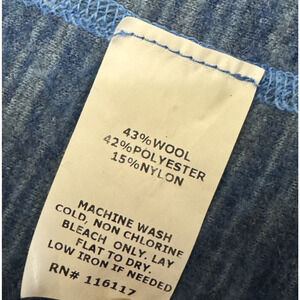 43%WOOL
42%POLYESTER
15%NYLON
MACHINE WASH
COLD, NON CHLORINE
BLEACH ONLY. LAY
FLAT TO DRY.
LOW IRON IF NEEDED
RN# 116117